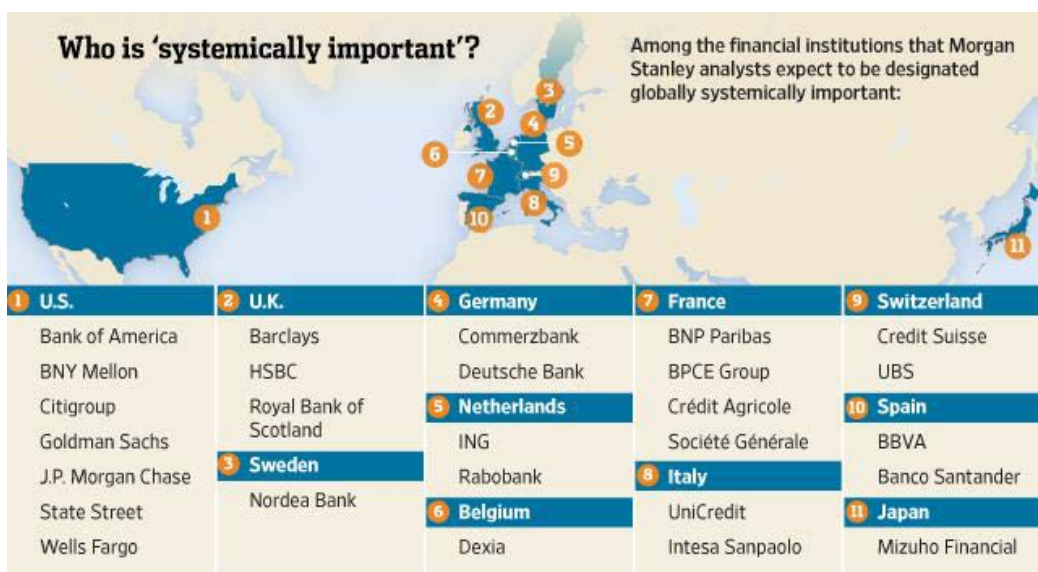 Who is ‘systemically important’?
Among the financial institutions that Morgan
Stanley analysts expect to be designated
globally systemically important:
3
2
4
5
6
7
9
8
10
1
11
1 U.S.
Bank of America
BNY Mellon
Citigroup
Goldman Sachs
J.P. Morgan Chase
State Street
Wells Fargo
2 U.K.
Barclays
HSBC
Royal Bank of
Scotland
3 Sweden
Nordea Bank
4 Germany
Commerzbank
Deutsche Bank
5 Netherlands
ING
Rabobank
6 Belgium
Dexia
7 France
BNP Paribas
BPCE Group
Crédit Agricole
Société Générale
8 Italy
UniCredit
Intesa Sanpaolo
9 Switzerland
Credit Suisse
UBS
10 Spain
BBVA
Banco Santander
11 Japan
Mizuho Financial